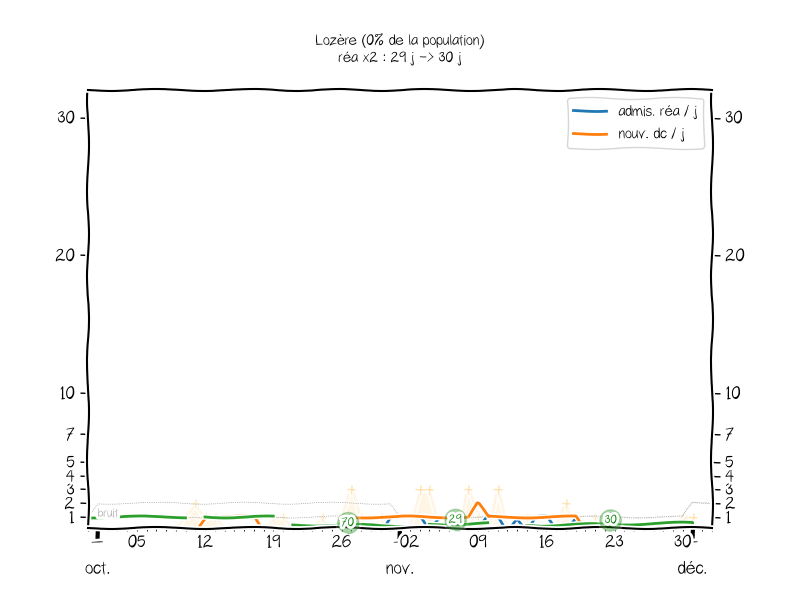 Lozère (0% de la population)
réa x2 : 29 j -> 30 j
admis. réa / j
nouv. dc / j
30 30
20 20
10 10
7 7
5 5
4 4
3 3
2 2
1 1
bruit
70 29 30
05 12 19 26 02 09 16 23 30
oct. nov. déc.